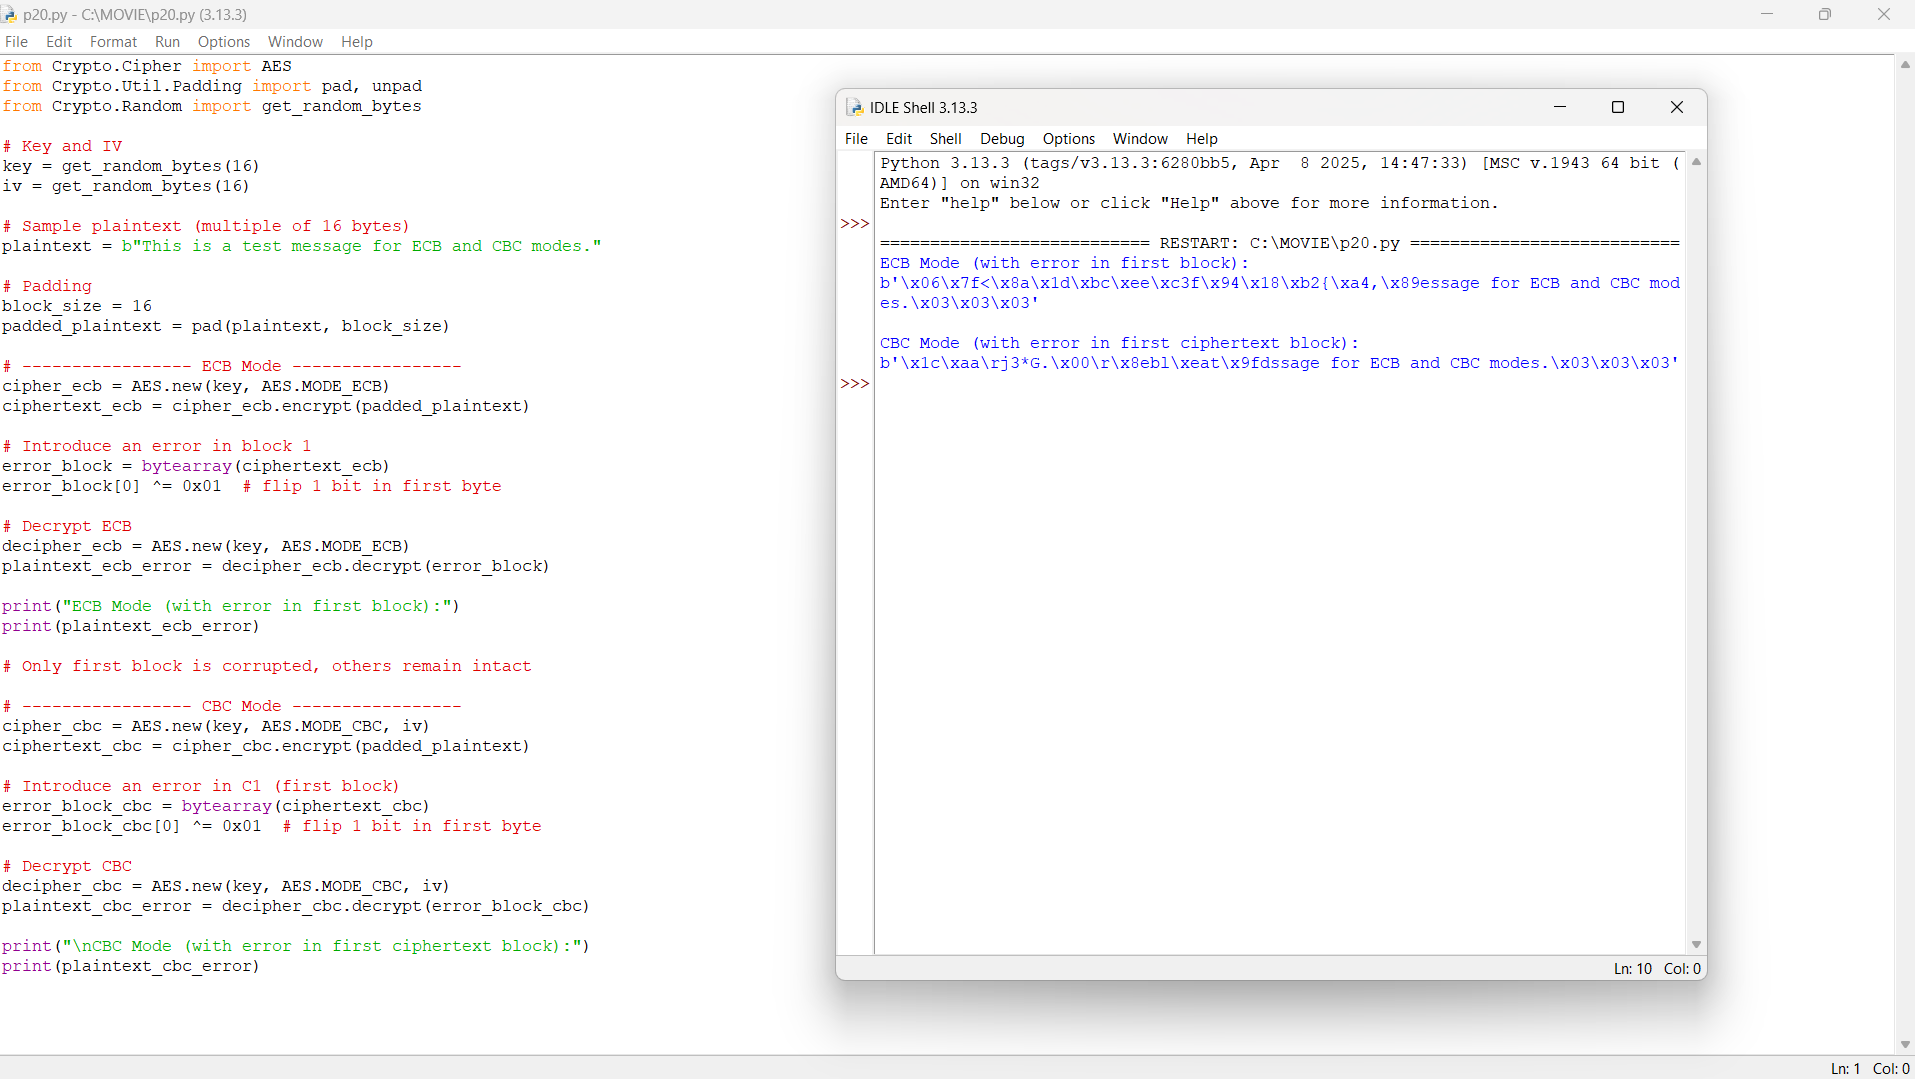 p20.py - C:\MOVIE\p20.py (3.13.3)
File Edit Format Run Options Window Help
from Crypto.Cipher import AES
from Crypto.Util.Padding import pad, unpad
from Crypto.Random import get_random_bytes
# Key and IV
key = get_random_bytes(16)
iv = get_random_bytes(16)
# Sample plaintext (multiple of 16 bytes)
plaintext = b"This is a test message for ECB and CBC modes."
# Padding
block_size = 16
padded_plaintext = pad(plaintext, block_size)
# ----------------- ECB Mode -----------------
cipher_ecb = AES.new(key, AES.MODE_ECB)
ciphertext_ecb = cipher_ecb.encrypt(padded_plaintext)
# Introduce an error in block 1
error_block = bytearray(ciphertext_ecb)
error_block[0] ^= 0x01  # flip 1 bit in first byte
# Decrypt ECB
decipher_ecb = AES.new(key, AES.MODE_ECB)
plaintext_ecb_error = decipher_ecb.decrypt(error_block)
print("ECB Mode (with error in first block):")
print(plaintext_ecb_error)
# Only first block is corrupted, others remain intact
# ----------------- CBC Mode -----------------
cipher_cbc = AES.new(key, AES.MODE_CBC, iv)
ciphertext_cbc = cipher_cbc.encrypt(padded_plaintext)
# Introduce an error in C1 (first block)
error_block_cbc = bytearray(ciphertext_cbc)
error_block_cbc[0] ^= 0x01  # flip 1 bit in first byte
# Decrypt CBC
decipher_cbc = AES.new(key, AES.MODE_CBC, iv)
plaintext_cbc_error = decipher_cbc.decrypt(error_block_cbc)
print("\nCBC Mode (with error in first ciphertext block):")
print(plaintext_cbc_error)
IDLE Shell 3.13.3
File Edit Shell Debug Options Window Help
Python 3.13.3 (tags/v3.13.3:6280bb5, Apr  8 2025, 14:47:33) [MSC v.1943 64 bit (
AMD64)] on win32
Enter "help" below or click "Help" above for more information.
>>>
=========================== RESTART: C:\MOVIE\p20.py ===========================
ECB Mode (with error in first block):
b'\x06\x7f<\x8a\x1d\xbc\xee\xc3f\x94\x18\xb2{\xa4,\x89essage for ECB and CBC mod
es.\x03\x03\x03'
CBC Mode (with error in first ciphertext block):
b'\x1c\xaa\rj3*G.\x00\r\x8ebl\xeat\x9fdssage for ECB and CBC modes.\x03\x03\x03'
>>>
Ln: 10 Col: 0
Ln: 1 Col: 0